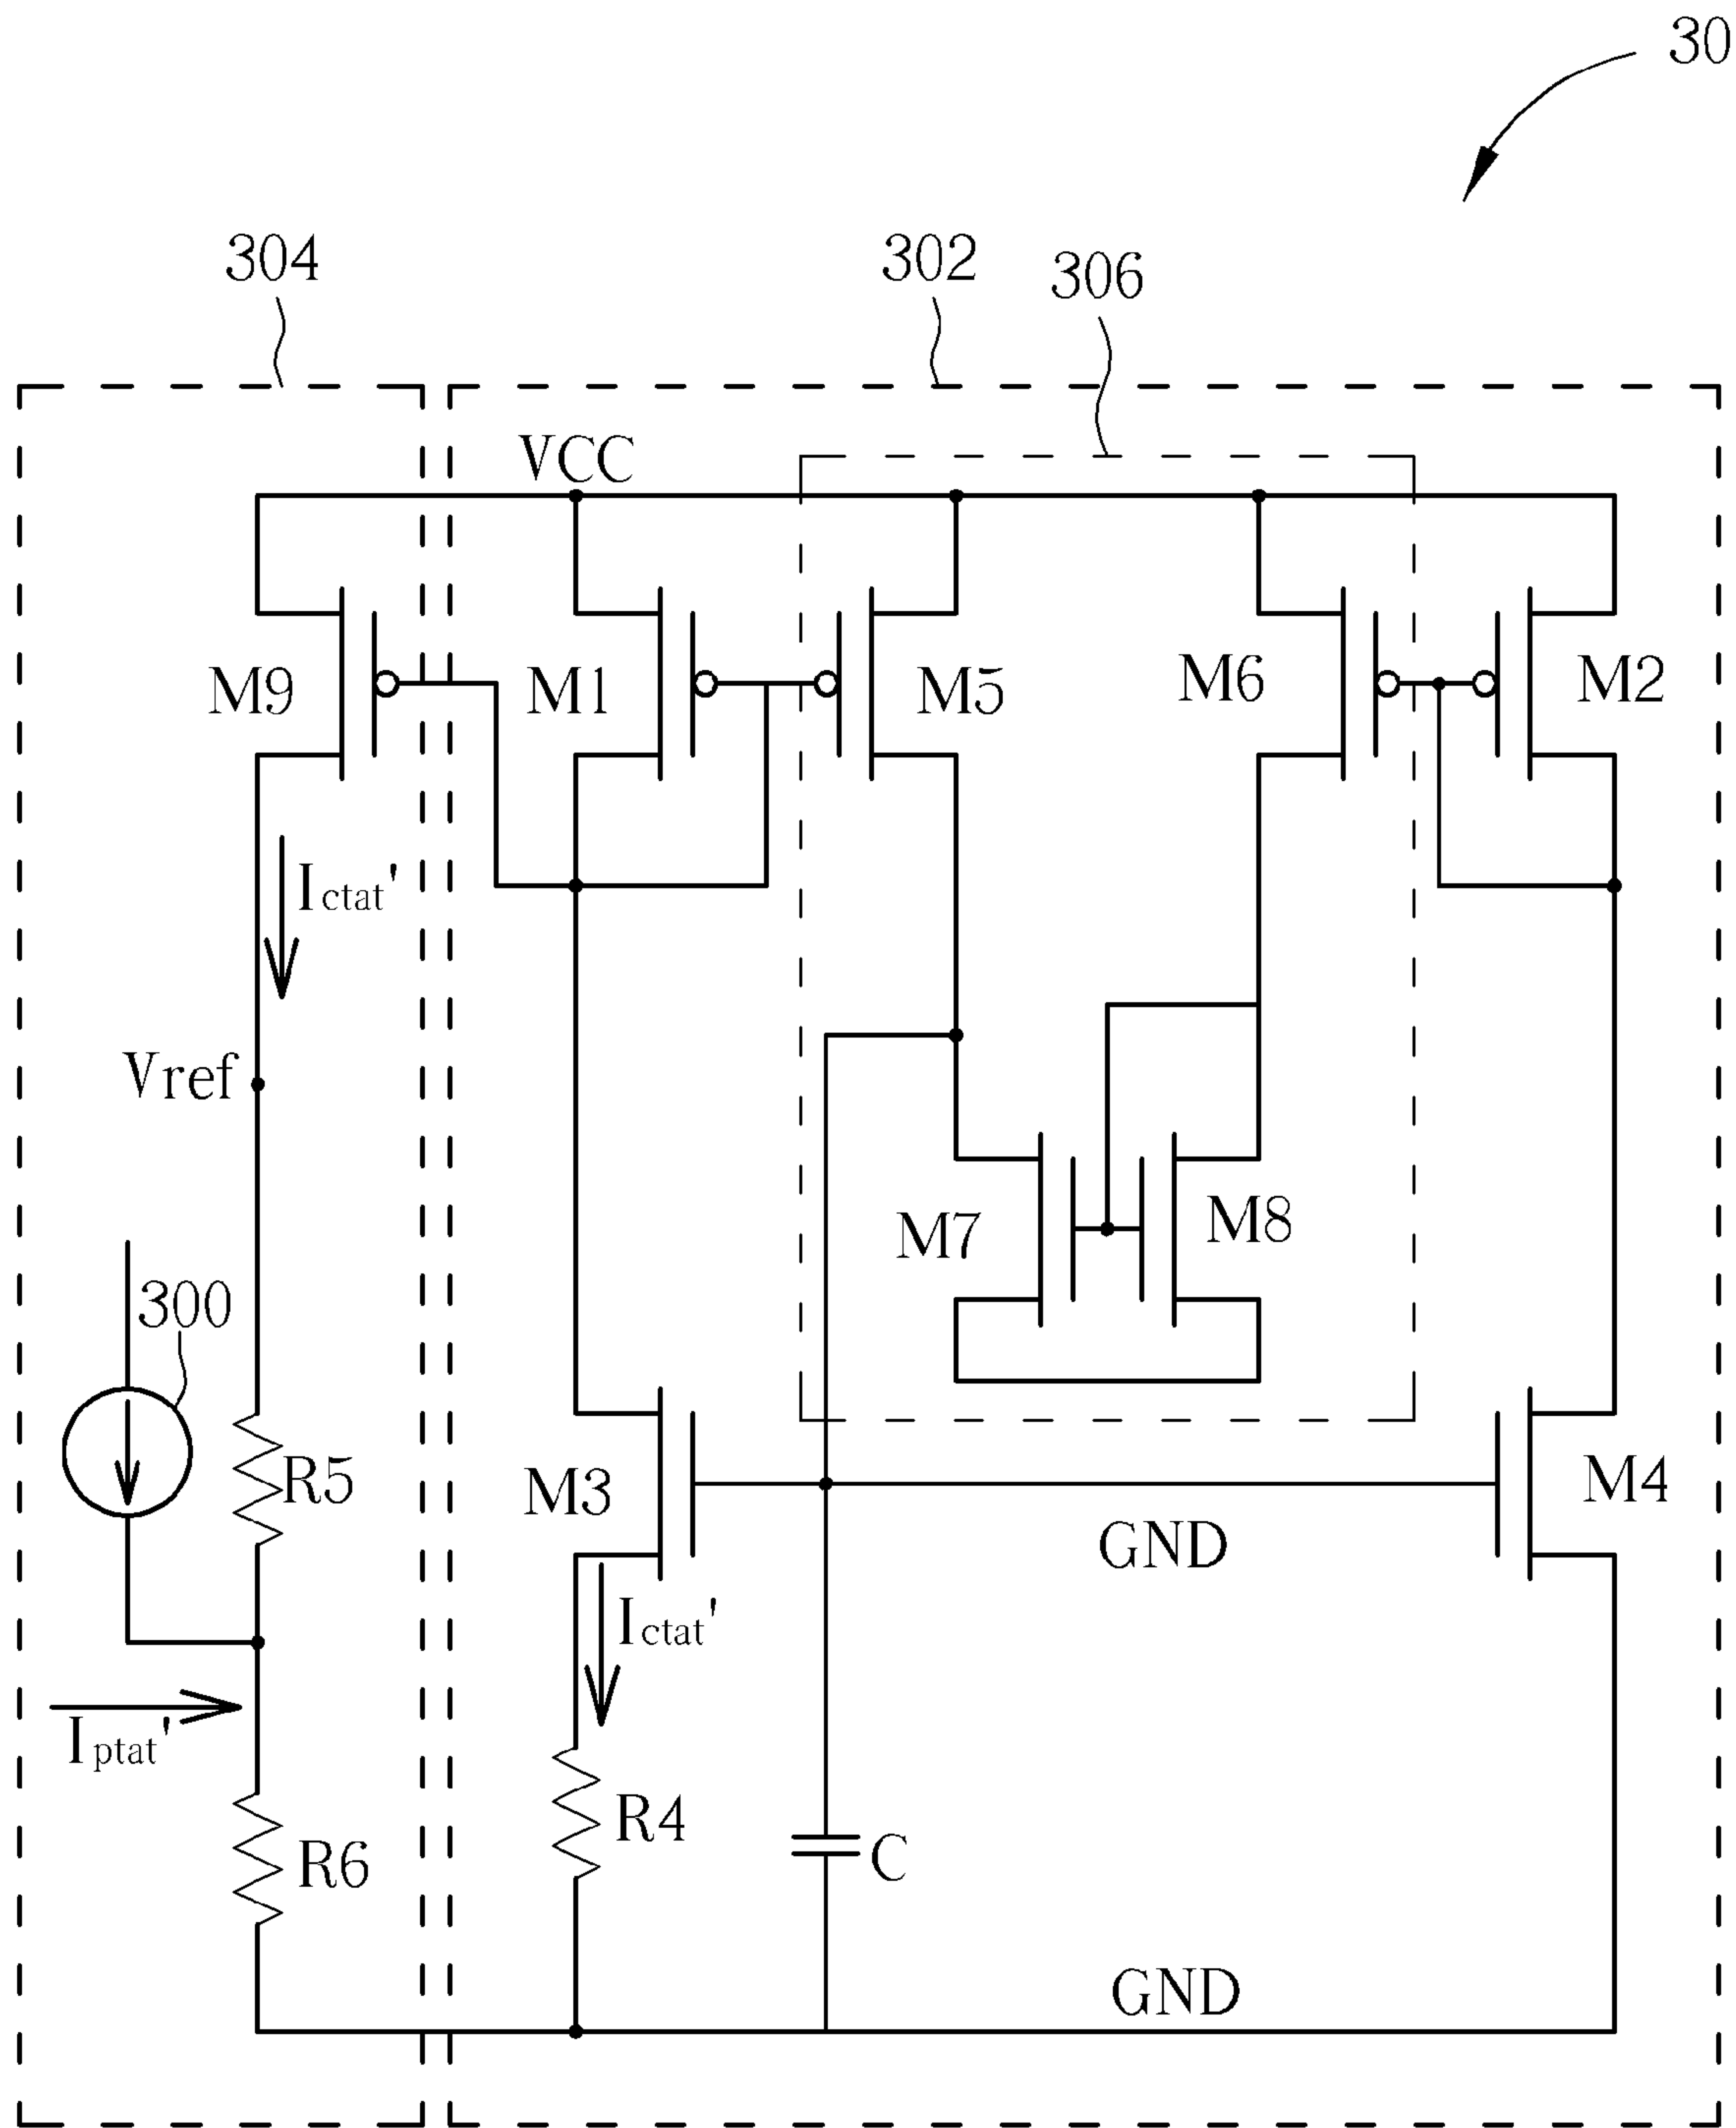 30
304
302
306
VCC
M9
M1
M5
M6
M2
Ictat'
Vref
M7
M8
300
R5
M3
M4
GND
Ictat'
Iptat'
R4
R6
C
GND